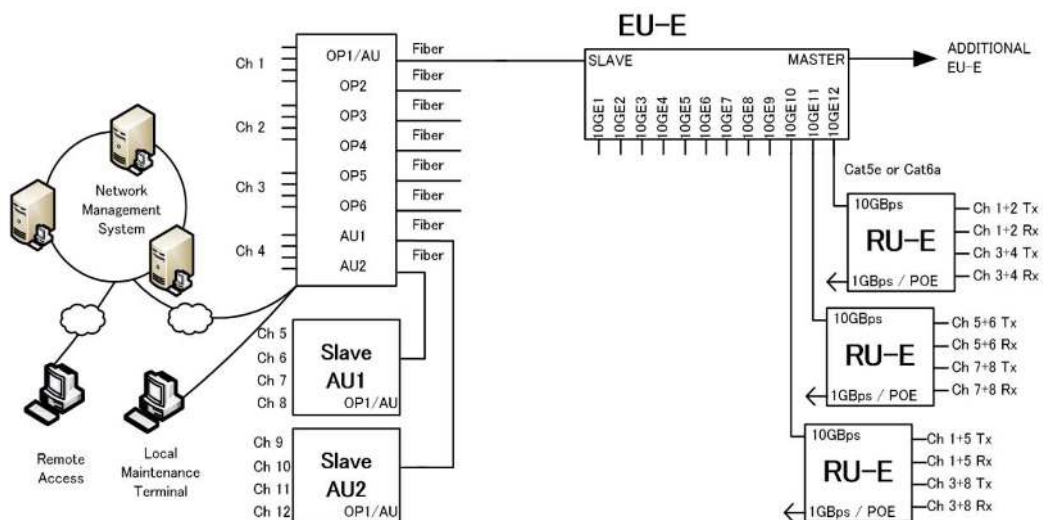 Network
Management
System
Remote
Access
Local
Maintenance
Terminal
Ch 1
Ch 2
Ch 3
Ch 4
OP1/AU
OP2
OP3
OP4
OP5
OP6
AU1
AU2
Fiber
Fiber
Fiber
Fiber
Fiber
Fiber
Fiber
Fiber
Ch 5
Ch 6
Ch 7
Ch 8
Slave
AU1
OP1/AU
Ch 9
Ch 10
Ch 11
Ch 12
Slave
AU2
OP1/AU
EU-E
SLAVE
MASTER
10GE1
10GE2
10GE3
10GE4
10GE5
10GE6
10GE7
10GE8
10GE9
10GE10
10GE11
10GE12
ADDITIONAL
EU-E
Cat5e or Cat6a
10GBps
RU-E
1GBps / POE
Ch 1+2 Tx
Ch 1+2 Rx
Ch 3+4 Tx
Ch 3+4 Rx
10GBps
RU-E
1GBps / POE
Ch 5+6 Tx
Ch 5+6 Rx
Ch 7+8 Tx
Ch 7+8 Rx
10GBps
RU-E
1GBps / POE
Ch 1+5 Tx
Ch 1+5 Rx
Ch 3+8 Tx
Ch 3+8 Rx